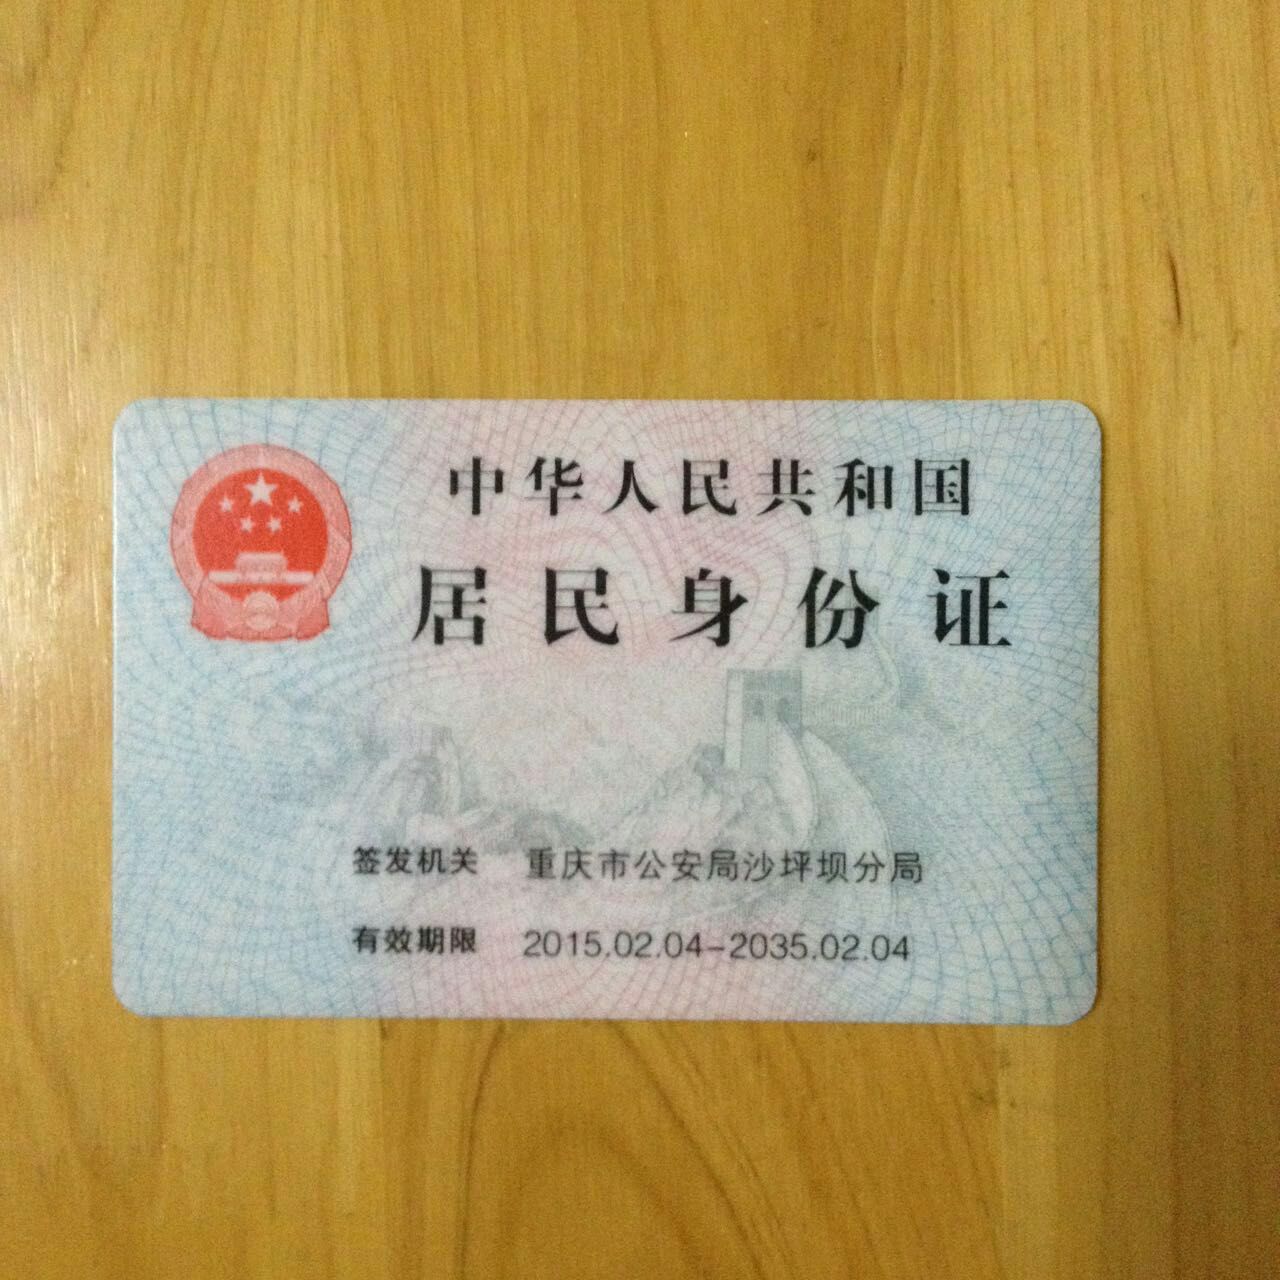 中华人民共和国
居民身份证
签发机关 重庆市公安局沙坪坝分局
有效期限 2015.02.04-2035.02.04